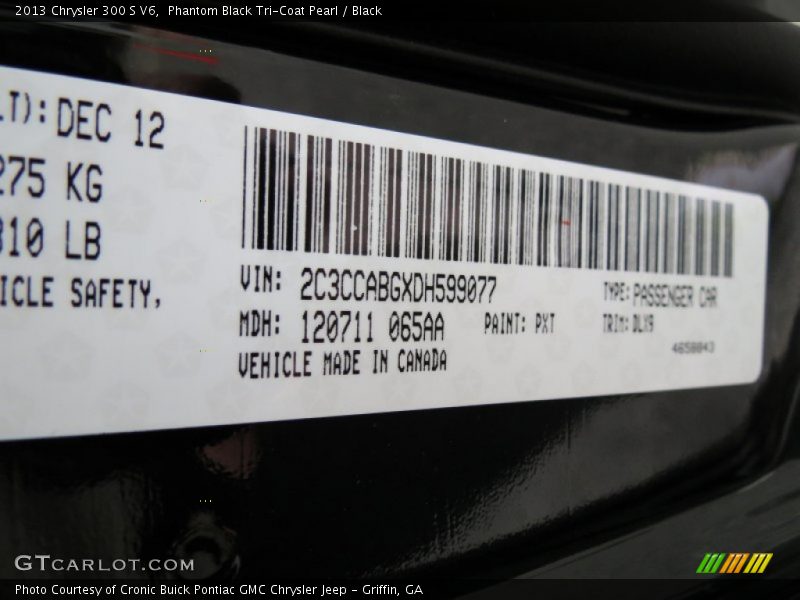 2013 Chrysler 300 S V6,  Phantom Black Tri-Coat Pearl / Black
LT): DEC 12
275 KG
310 LB
ICLE SAFETY,
VIN: 2C3CCABGXDH599077
TYPE: PASSENGER CAR
MDH: 120711 065AA
PAINT: PXT
TRIM: DLX9
VEHICLE MADE IN CANADA
4658043
GTCARLOT.COM
Photo Courtesy of Cronic Buick Pontiac GMC Chrysler Jeep - Griffin, GA